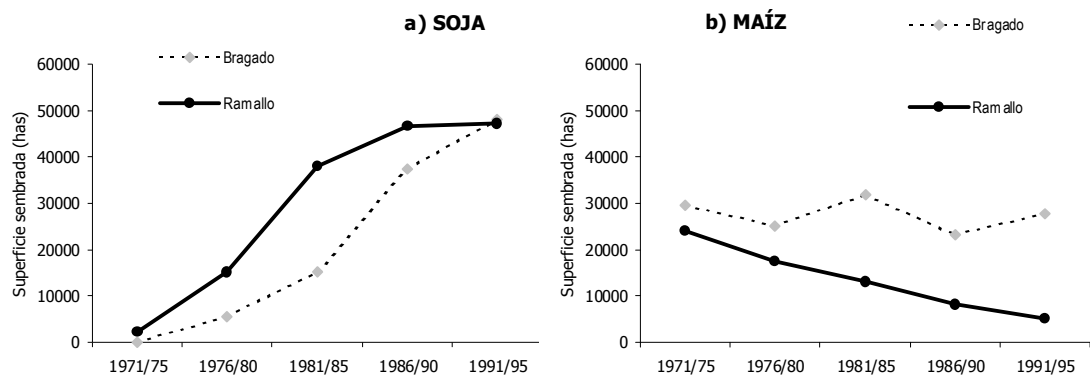 a) SOJA
Bragado
Ramallo
Superficie sembrada (has)
60000
50000
40000
30000
20000
10000
0
1971/75 1976/80 1981/85 1986/90 1991/95
b) MAÍZ
Bragado
Ramallo
Superficie sembrada (has)
60000
50000
40000
30000
20000
10000
0
1971/75 1976/80 1981/85 1986/90 1991/95